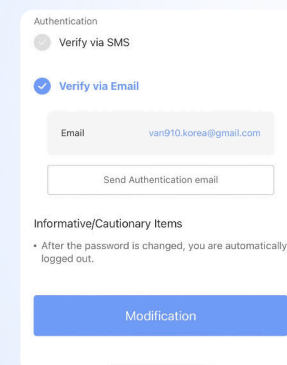 Authentication
Verify via SMS
Verify via Email
Email van910.korea@gmail.com
Send Authentication email
Informative/Cautionary Items
• After the password is changed, you are automatically
logged out.
Modification